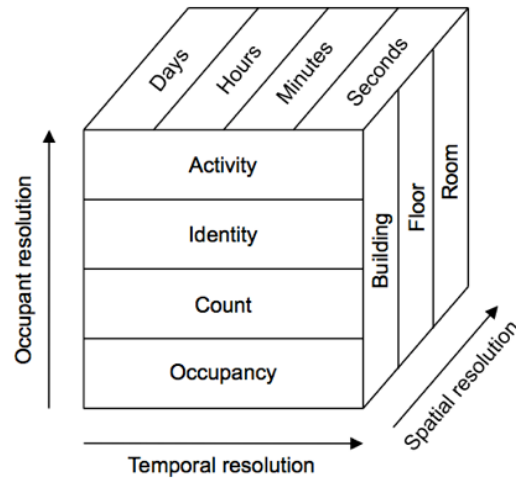 Days
Hours
Minutes
Seconds
Activity
Identity
Count
Occupancy
Building
Floor
Room
Occupant resolution
Temporal resolution
Spatial resolution